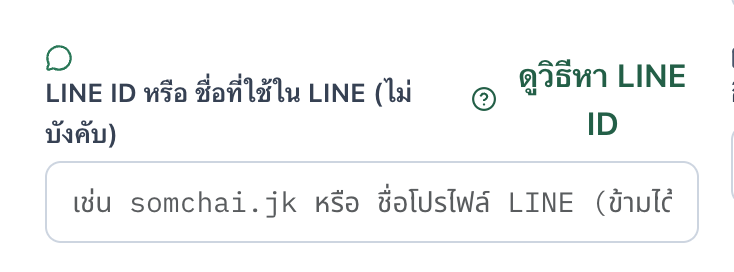 LINE ID หรือ ชื่อที่ใช้ใน LINE (ไม่
บังคับ)
ดูวิธีหา LINE
ID
เช่น somchai.jk หรือ ชื่อโปรไฟล์ LINE (ข้ามได้